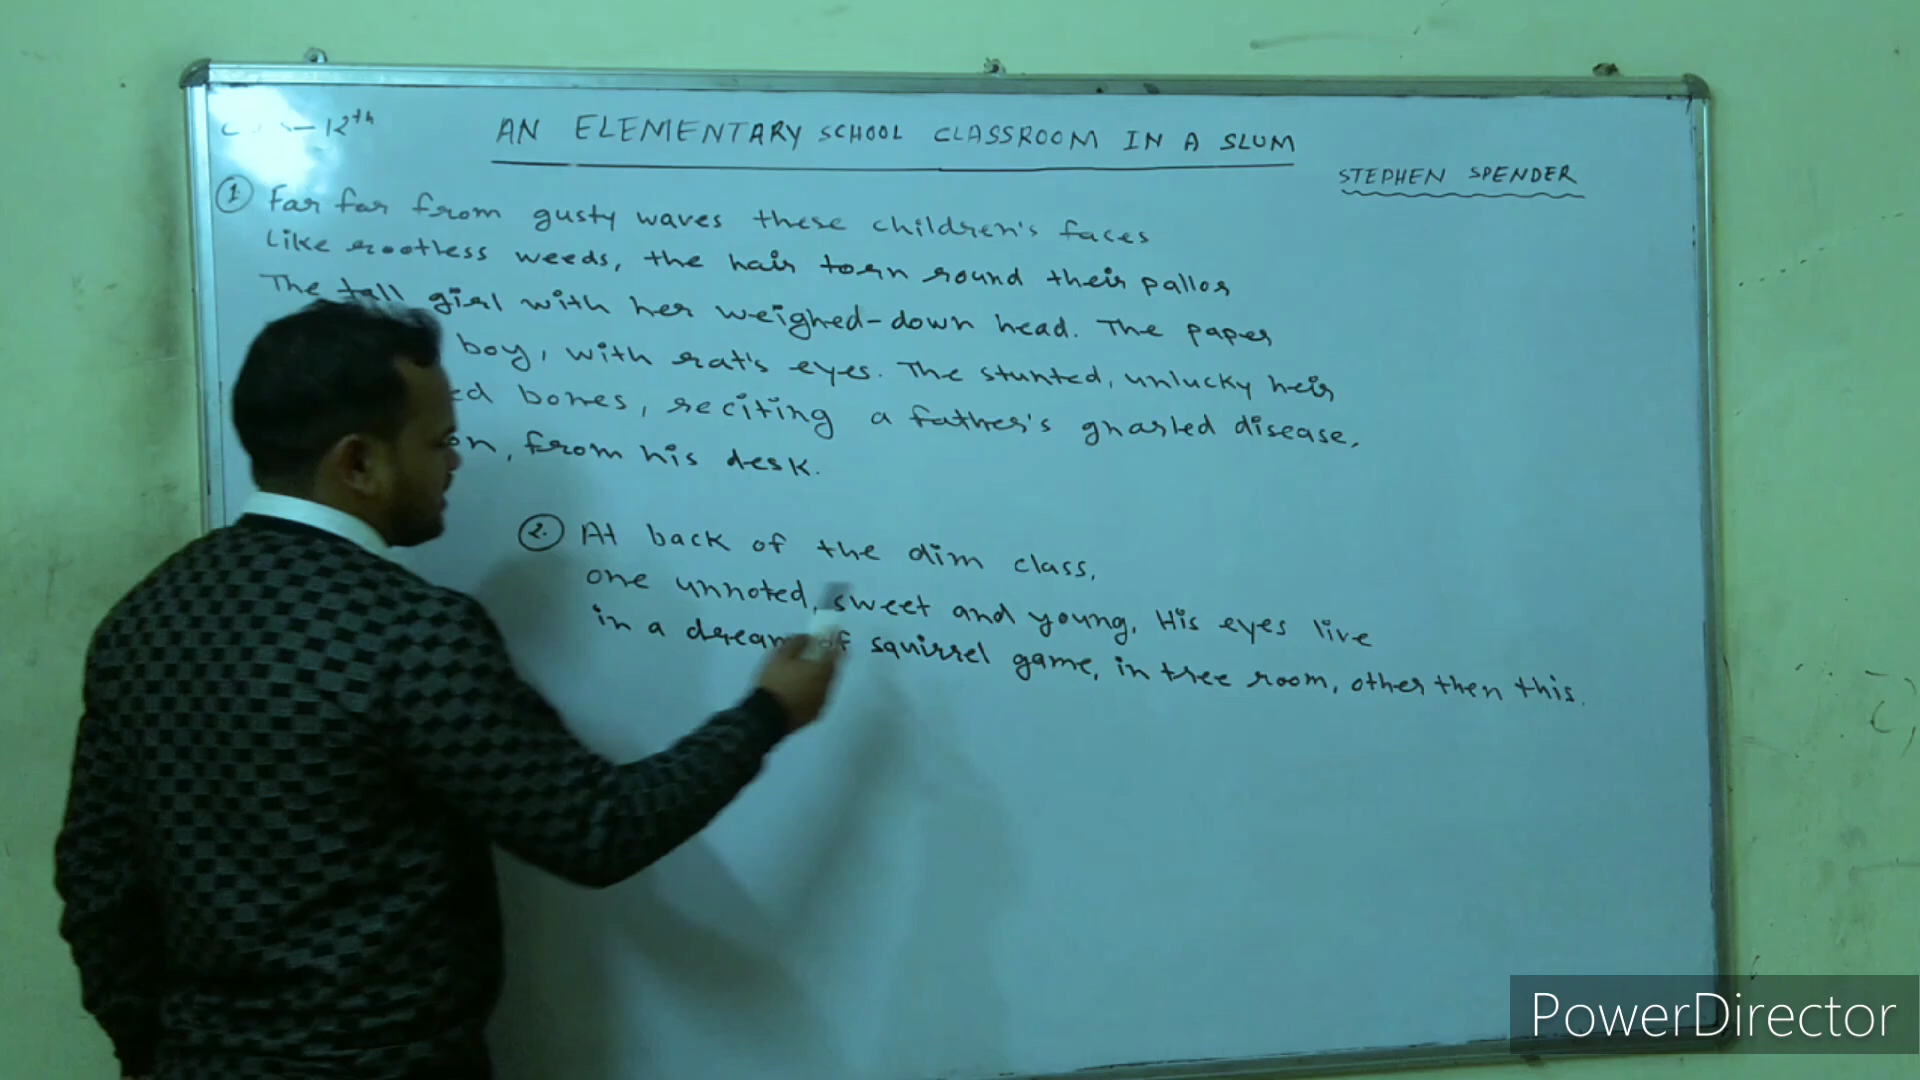 12th
AN ELEMENTARY SCHOOL CLASSROOM IN A SLUM
STEPHEN SPENDER
1. Far far from gusty waves these children's faces
Like rootless weeds, the hair torn round their pallor
The tall girl with her weighed-down head. The paper
boy, with rat's eyes. The stunted, unlucky heir
bones, reciting a father's gnarled disease,
from his desk.
2. At back of the dim class,
one unnoted, sweet and young. His eyes live
in a dream of squirrel game, in tree room, other then this.
PowerDirector